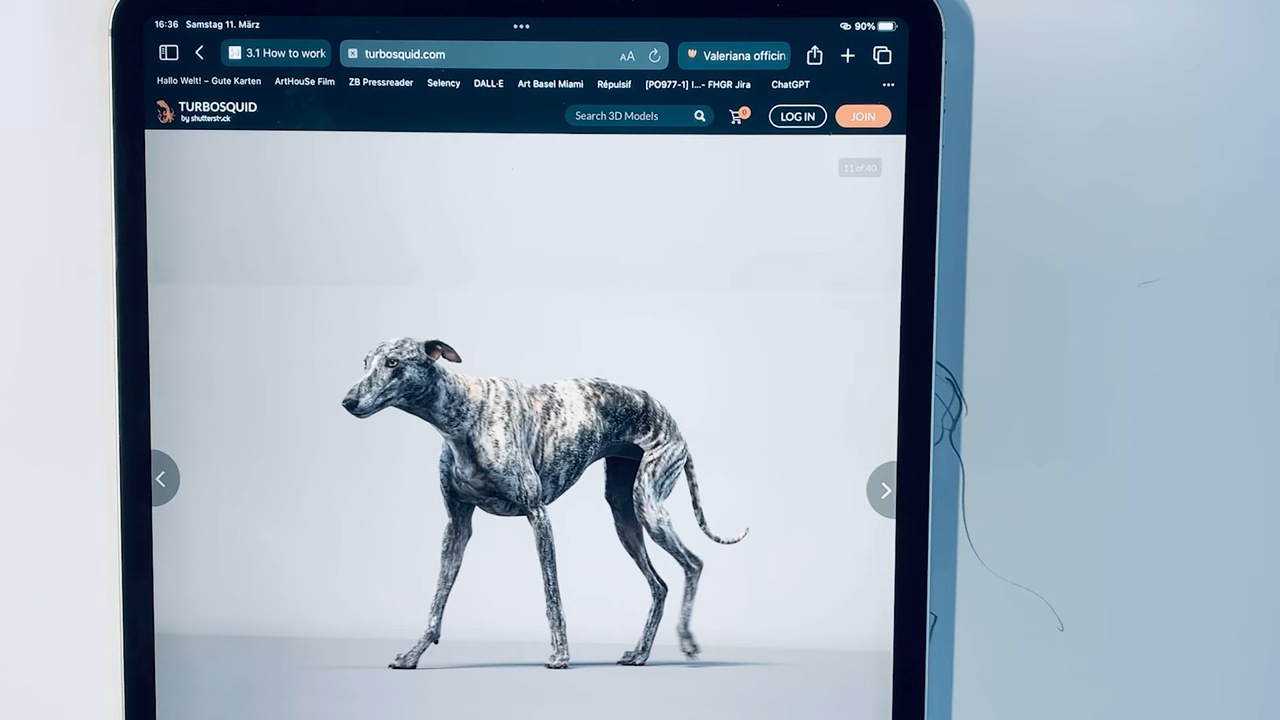 16:36 Samstag 11. März
90%
3.1 How to work
turbosquid.com
AA
Valeriana officin
Hallo Welt! – Gute Karten
ArtHouSe Film
ZB Pressreader
Selency
DALL·E
Art Basel Miami
Répulsif
[PO977-1] I...- FHGR Jira
ChatGPT
TURBOSQUID
by shutterstock
Search 3D Models
0
LOG IN
JOIN
11 of 40